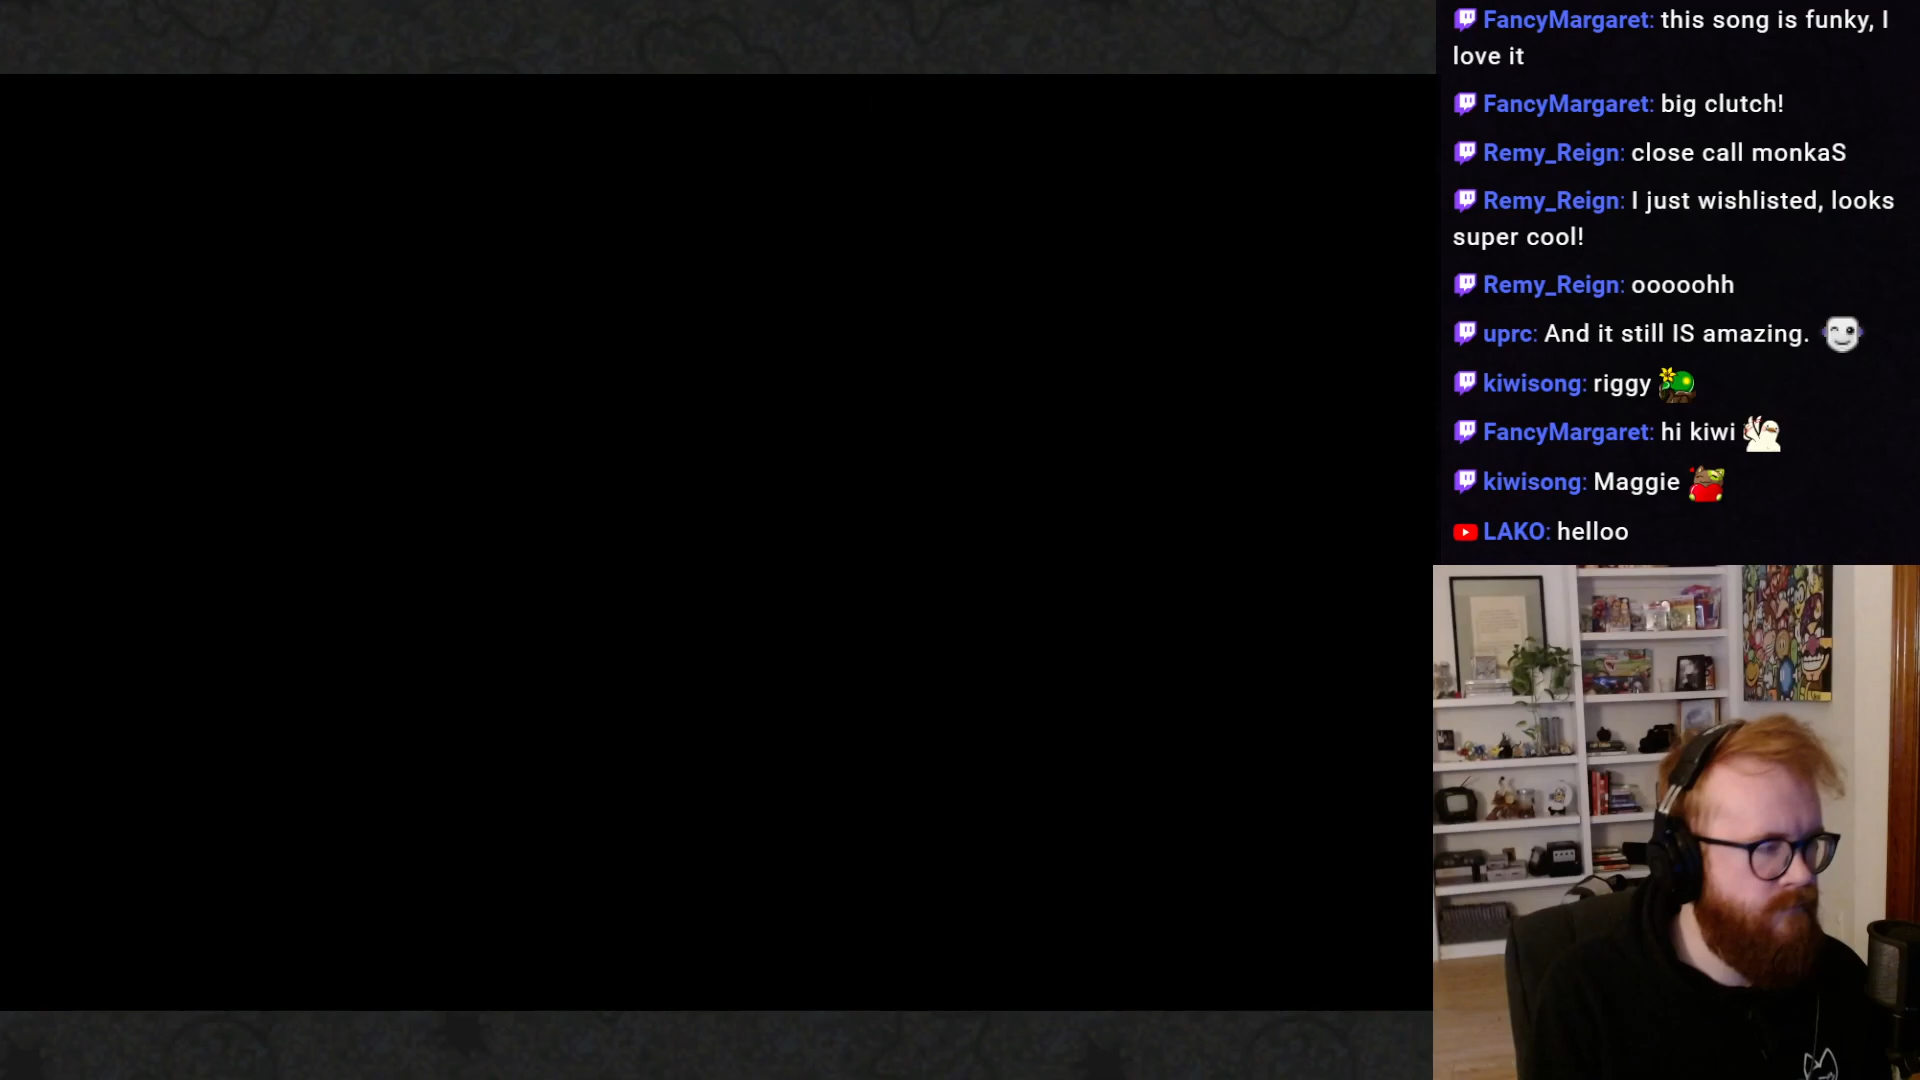 FancyMargaret: this song is funky, I
love it
FancyMargaret: big clutch!
Remy_Reign: close call monkaS
Remy_Reign: I just wishlisted, looks
super cool!
Remy_Reign: ooooohh
uprc: And it still IS amazing.
kiwisong: riggy
FancyMargaret: hi kiwi
kiwisong: Maggie
LAKO: helloo